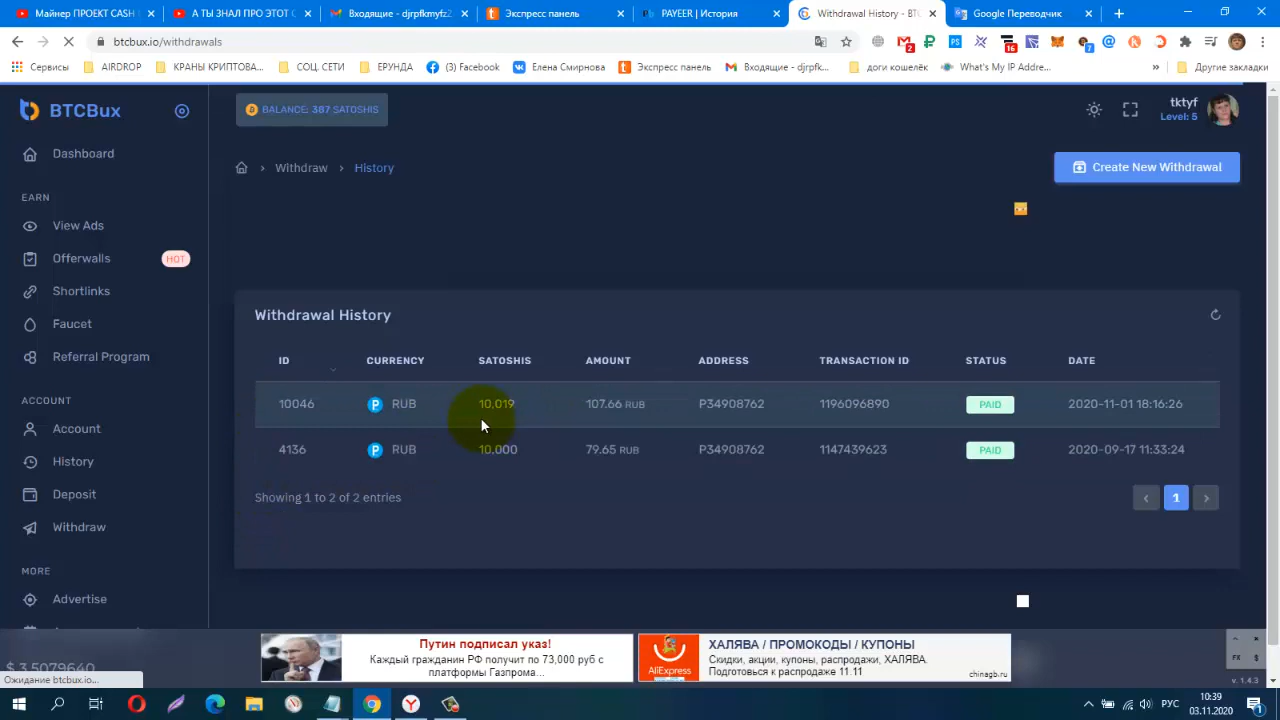 Майнер ПРОЕКТ CASH
А ТЫ ЗНАЛ ПРО ЭТОТ С
Входящие - djrpfkmyfz2
Экспресс панель
PAYEER | История
Withdrawal History - BTC
Google Переводчик
btcbux.io/withdrawals
Сервисы
AIRDROP
КРАНЫ КРИПТОВА...
СОЦ. СЕТИ
ЕРУНДА
(3) Facebook
Елена Смирнова
Экспресс панель
Входящие - djrpfk...
доги кошелёк
What's My IP Addre...
»
Другие закладки
BTCBux
BALANCE: 387 SATOSHIS
tktyf
Level: 5
Dashboard
Withdraw > History
Create New Withdrawal
EARN
View Ads
Offerwalls HOT
Shortlinks
Faucet
Referral Program
ACCOUNT
Account
History
Deposit
Withdraw
MORE
Advertise
Withdrawal History
ID CURRENCY SATOSHIS AMOUNT ADDRESS TRANSACTION ID STATUS DATE
10046 RUB 10,019 107.66 RUB P34908762 1196096890 PAID 2020-11-01 18:16:26
4136 RUB 10,000 79.65 RUB P34908762 1147439623 PAID 2020-09-17 11:33:24
Showing 1 to 2 of 2 entries
‹ 1 ›
Путин подписал указ!
Каждый гражданин РФ получит по 73,000 руб с
платформы Газпрома...
AliExpress
ХАЛЯВА / ПРОМОКОДЫ / КУПОНЫ
Скидки, акции, купоны, распродажи, ХАЛЯВА.
Подготовься к распродаже 11.11
chinagb.ru
FX $
v. 1.4.3
$ 3.5079640
Ожидание btcbux.io...
РУС
10:39
03.11.2020